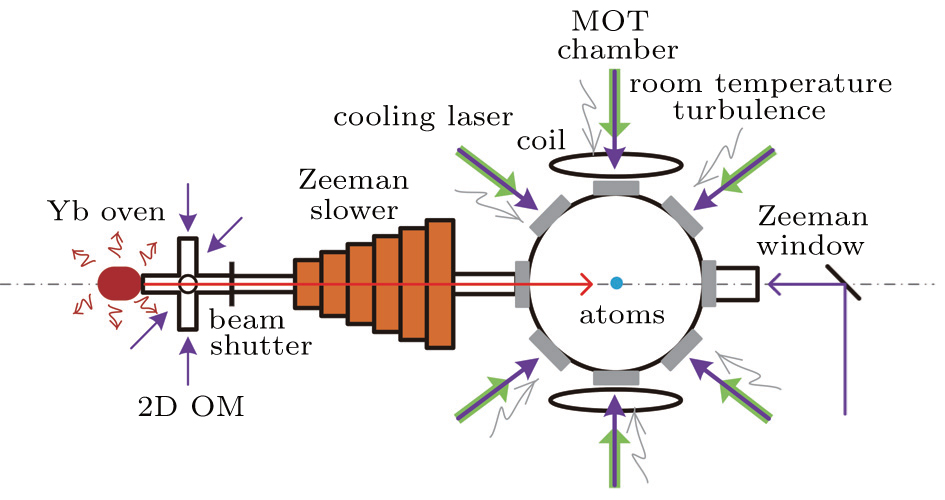 MOT
chamber
room temperature
turbulence
cooling laser
coil
Zeeman
slower
Yb oven
Zeeman
window
atoms
beam
shutter
2D OM